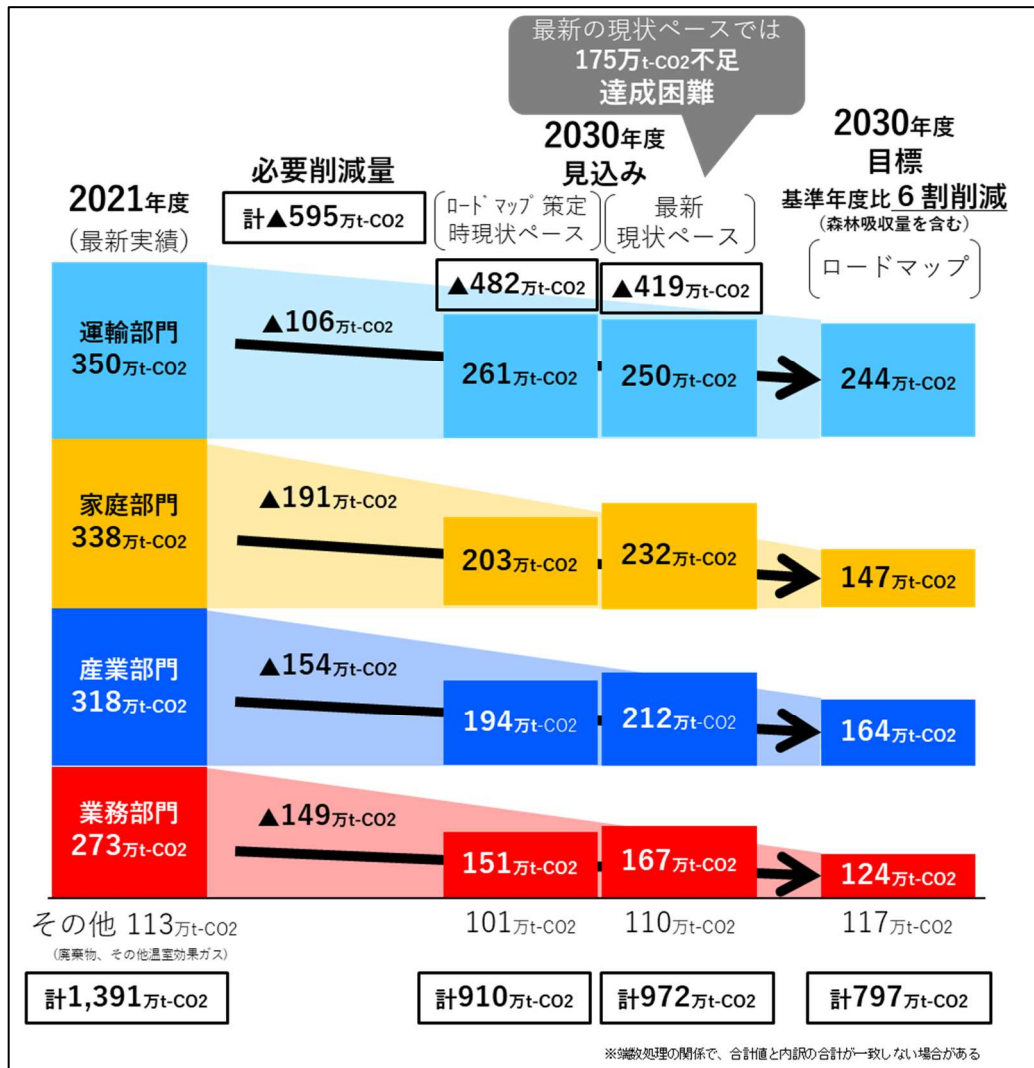 最新の現状ペースでは
175万t-CO2不足
達成困難
2021年度
(最新実績)
必要削減量
計▲595万t-CO2
2030年度
見込み
ﾛｰﾄﾞﾏｯﾌﾟ策定
時現状ペース
最新
現状ペース
2030年度
目標
基準年度比６割削減
(森林吸収量を含む)
ロードマップ
▲482万t-CO2
▲419万t-CO2
運輸部門
350万t-CO2
▲106万t-CO2
261万t-CO2
250万t-CO2
244万t-CO2
家庭部門
338万t-CO2
▲191万t-CO2
203万t-CO2
232万t-CO2
147万t-CO2
産業部門
318万t-CO2
▲154万t-CO2
194万t-CO2
212万t-CO2
164万t-CO2
業務部門
273万t-CO2
▲149万t-CO2
151万t-CO2
167万t-CO2
124万t-CO2
その他 113万t-CO2
(廃棄物、その他温室効果ガス)
101万t-CO2
110万t-CO2
117万t-CO2
計1,391万t-CO2
計910万t-CO2
計972万t-CO2
計797万t-CO2
※端数処理の関係で、合計値と内訳の合計が一致しない場合がある